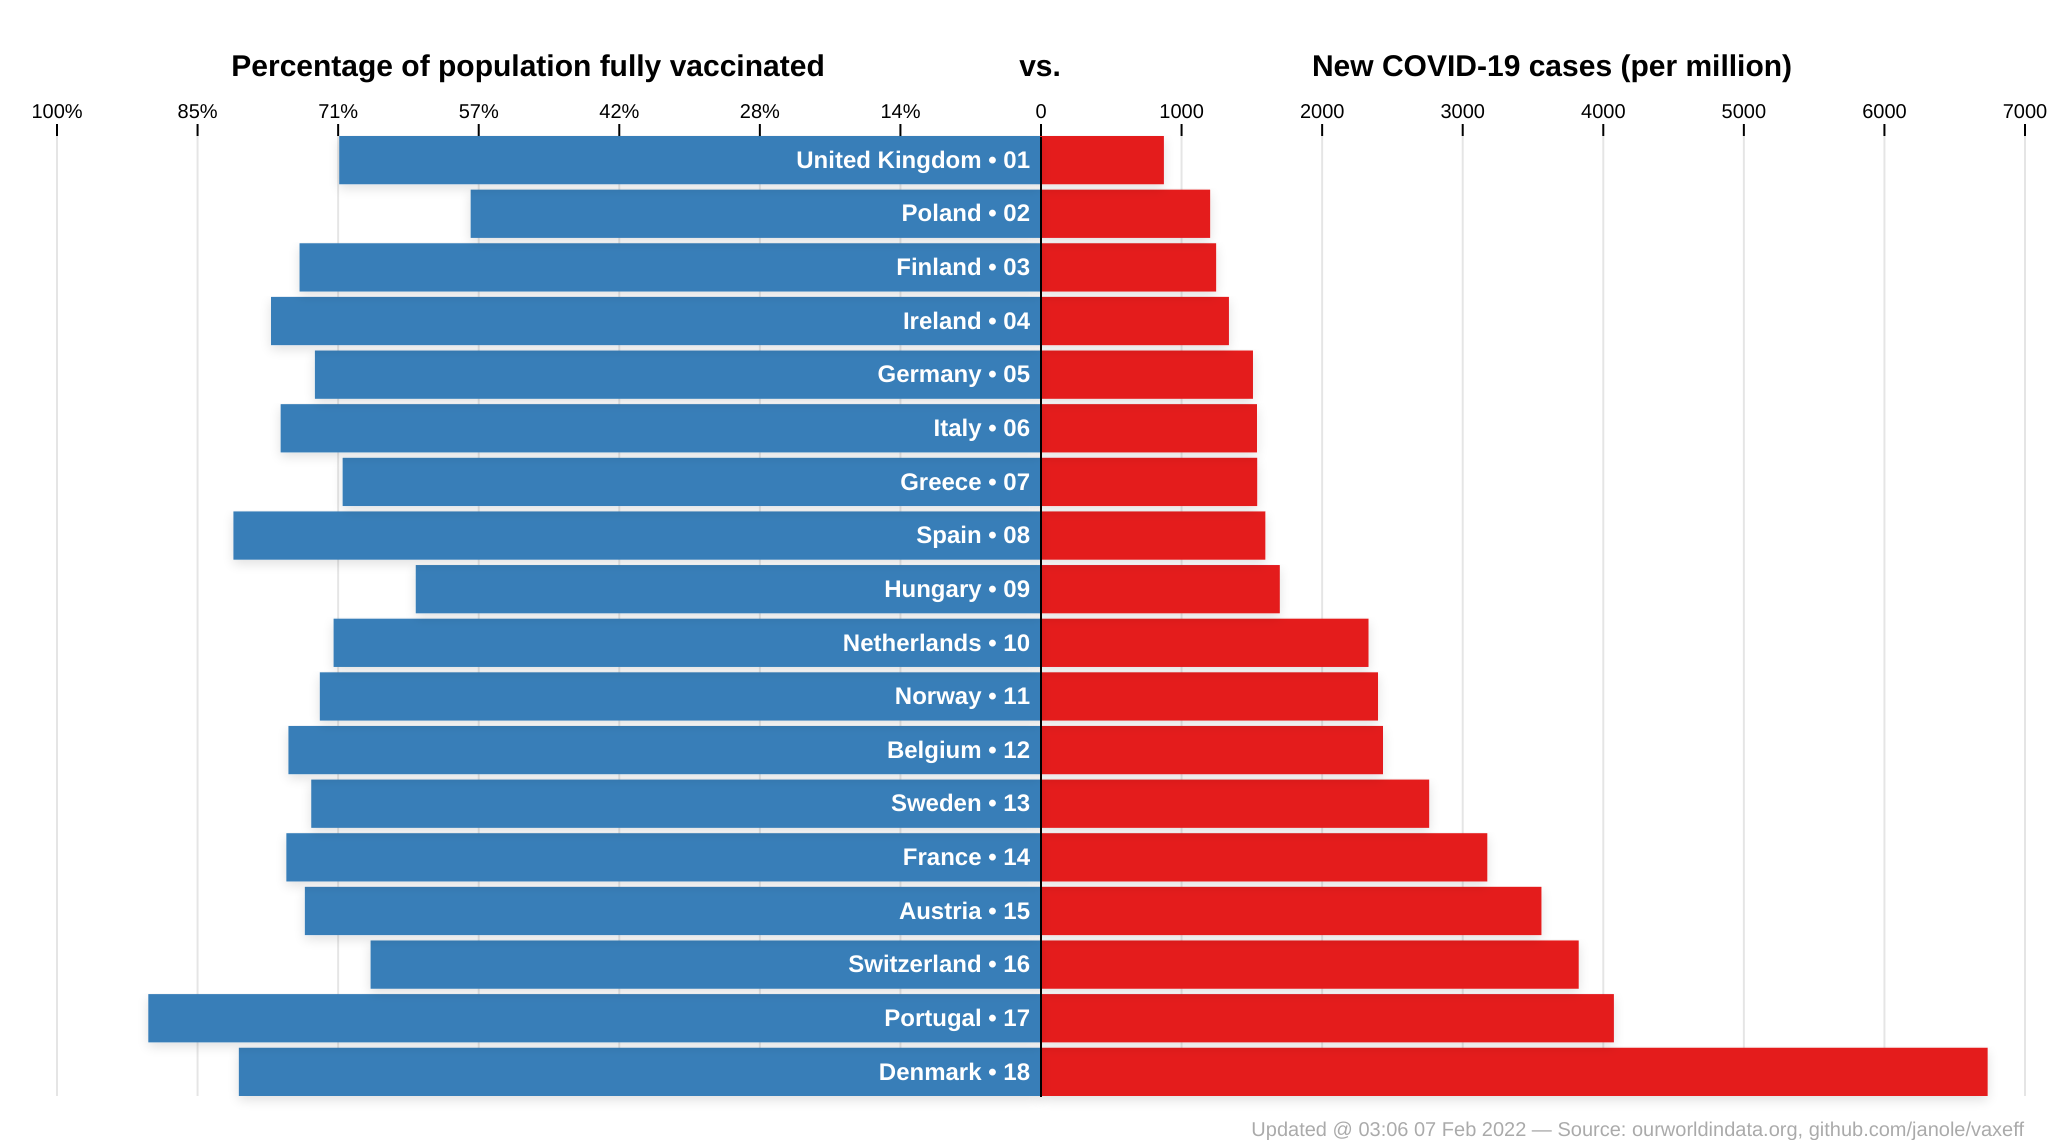 Percentage of population fully vaccinated vs. New COVID-19 cases (per million)
100% 85% 71% 57% 42% 28% 14% 0 1000 2000 3000 4000 5000 6000 7000
United Kingdom • 01
Poland • 02
Finland • 03
Ireland • 04
Germany • 05
Italy • 06
Greece • 07
Spain • 08
Hungary • 09
Netherlands • 10
Norway • 11
Belgium • 12
Sweden • 13
France • 14
Austria • 15
Switzerland • 16
Portugal • 17
Denmark • 18
Updated @ 03:06 07 Feb 2022 — Source: ourworldindata.org, github.com/janole/vaxeff